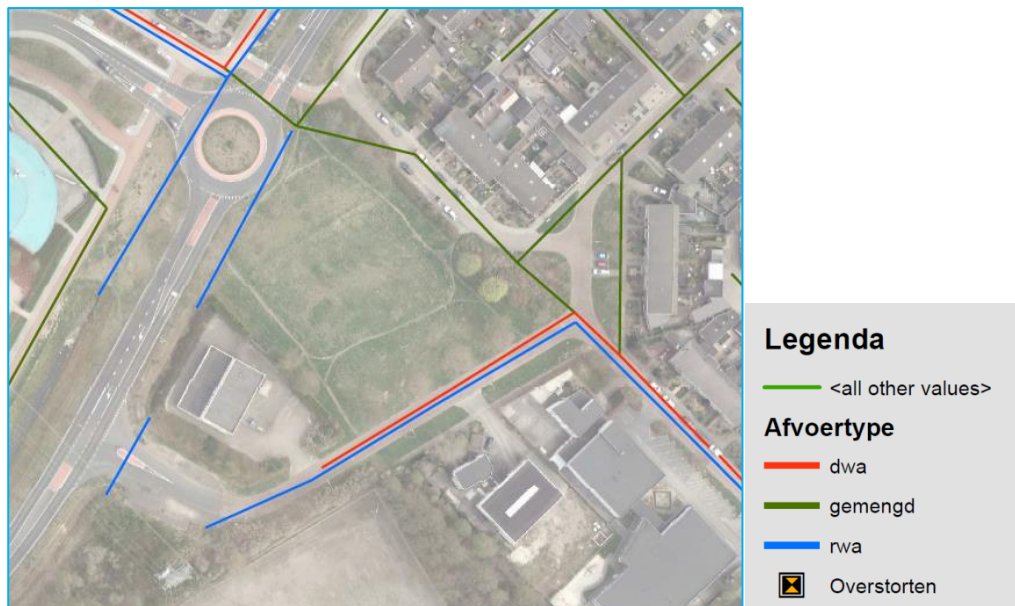 Legenda
<all other values>
Afvoertype
dwa
gemengd
rwa
Overstorten